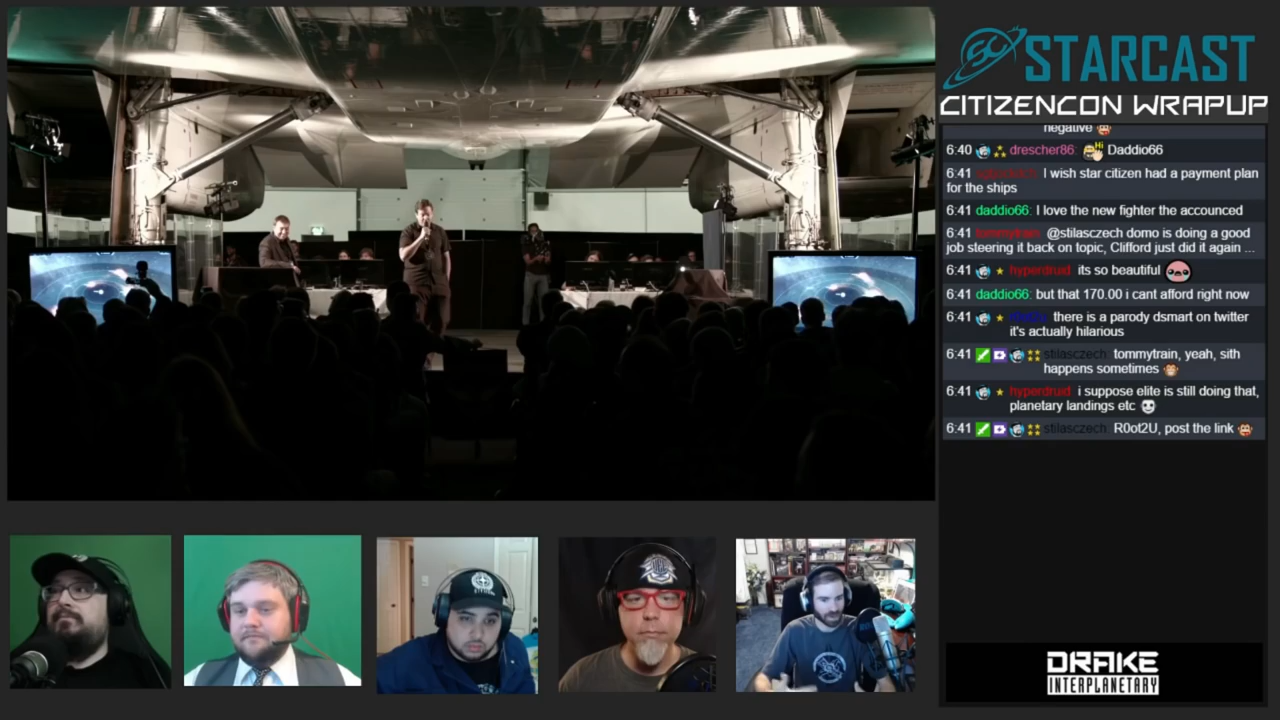 STARCAST
CITIZENCON WRAPUP
negative
6:40 drescher86: Hi Daddio66
6:41 I wish star citizen had a payment plan
for the ships
6:41 daddio66: I love the new fighter the accounced
6:41 tommytrain: @stilasczech domo is doing a good
job steering it back on topic, Clifford just did it again ...
6:41 hyperdruid: its so beautiful
6:41 daddio66: but that 170.00 i cant afford right now
6:41 there is a parody dsmart on twitter
it's actually hilarious
6:41 stilasczech: tommytrain, yeah, sith
happens sometimes
6:41 hyperdruid: i suppose elite is still doing that,
planetary landings etc
6:41 stilasczech: R0ot2U, post the link
DRAKE
INTERPLANETARY